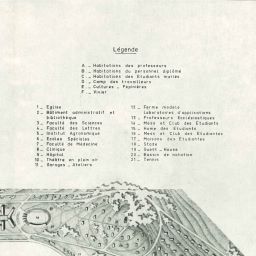 Légende
A _ Habitations des professeurs
B _ Habitations du personnel diplômé
C _ Habitations des Etudiants mariés
D _ Camp des travailleurs
E _ Cultures _ Pépinières
F _ Vivier
1 _ Eglise
2 _ Bâtiment administratif et
bibliothèque
3 _ Faculté des Sciences
4 _ Faculté des Lettres
5 _ Institut Agronomique
6 _ Ecoles Spéciales
7 _ Faculté de Médecine
8 _ Clinique
9 _ Hôpital
10 _ Théâtre en plein air
11 _ Garages _ Ateliers
12 _ Ferme modèle
Laboratoires d'applications
13 _ Professeurs Ecclésiastiques
14 _ Mess et Club des Etudiants
15 _ Home des Etudiants
16 _ Mess et Club des Etudiantes
17 _ Maisons des Etudiantes
18 _ Stade
19 _ Guest _ House
20 _ Bassin de natation
21 _ Tennis